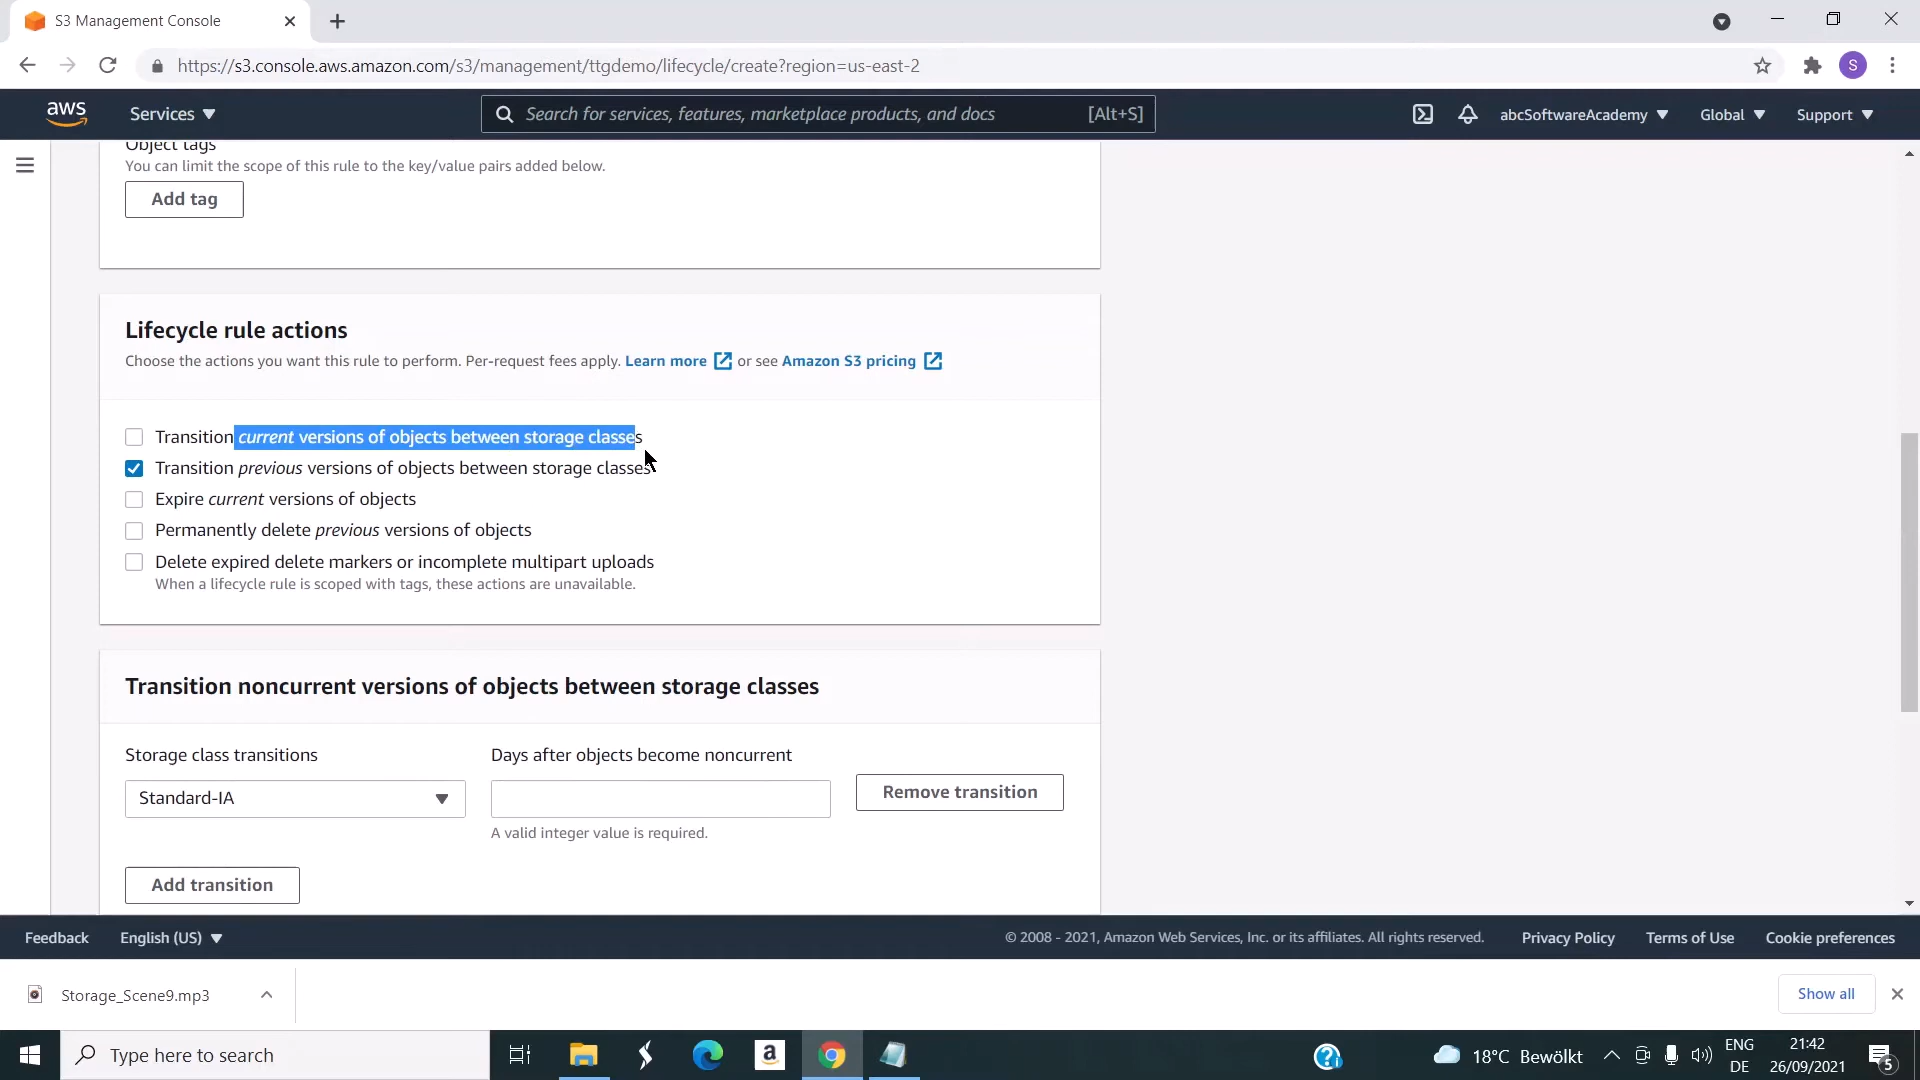 S3 Management Console
https://s3.console.aws.amazon.com/s3/management/ttgdemo/lifecycle/create?region=us-east-2
S
aws
Services
Search for services, features, marketplace products, and docs [Alt+S]
abcSoftwareAcademy
Global
Support
Object tags
You can limit the scope of this rule to the key/value pairs added below.
Add tag
Lifecycle rule actions
Choose the actions you want this rule to perform. Per-request fees apply. Learn more or see Amazon S3 pricing
Transition current versions of objects between storage classes
Transition previous versions of objects between storage classes
Expire current versions of objects
Permanently delete previous versions of objects
Delete expired delete markers or incomplete multipart uploads
When a lifecycle rule is scoped with tags, these actions are unavailable.
Transition noncurrent versions of objects between storage classes
Storage class transitions
Days after objects become noncurrent
Standard-IA
Remove transition
A valid integer value is required.
Add transition
Feedback
English (US)
© 2008 - 2021, Amazon Web Services, Inc. or its affiliates. All rights reserved.
Privacy Policy
Terms of Use
Cookie preferences
Storage_Scene9.mp3
Show all
Type here to search
a
18°C Bewölkt
ENG
DE
21:42
26/09/2021
5